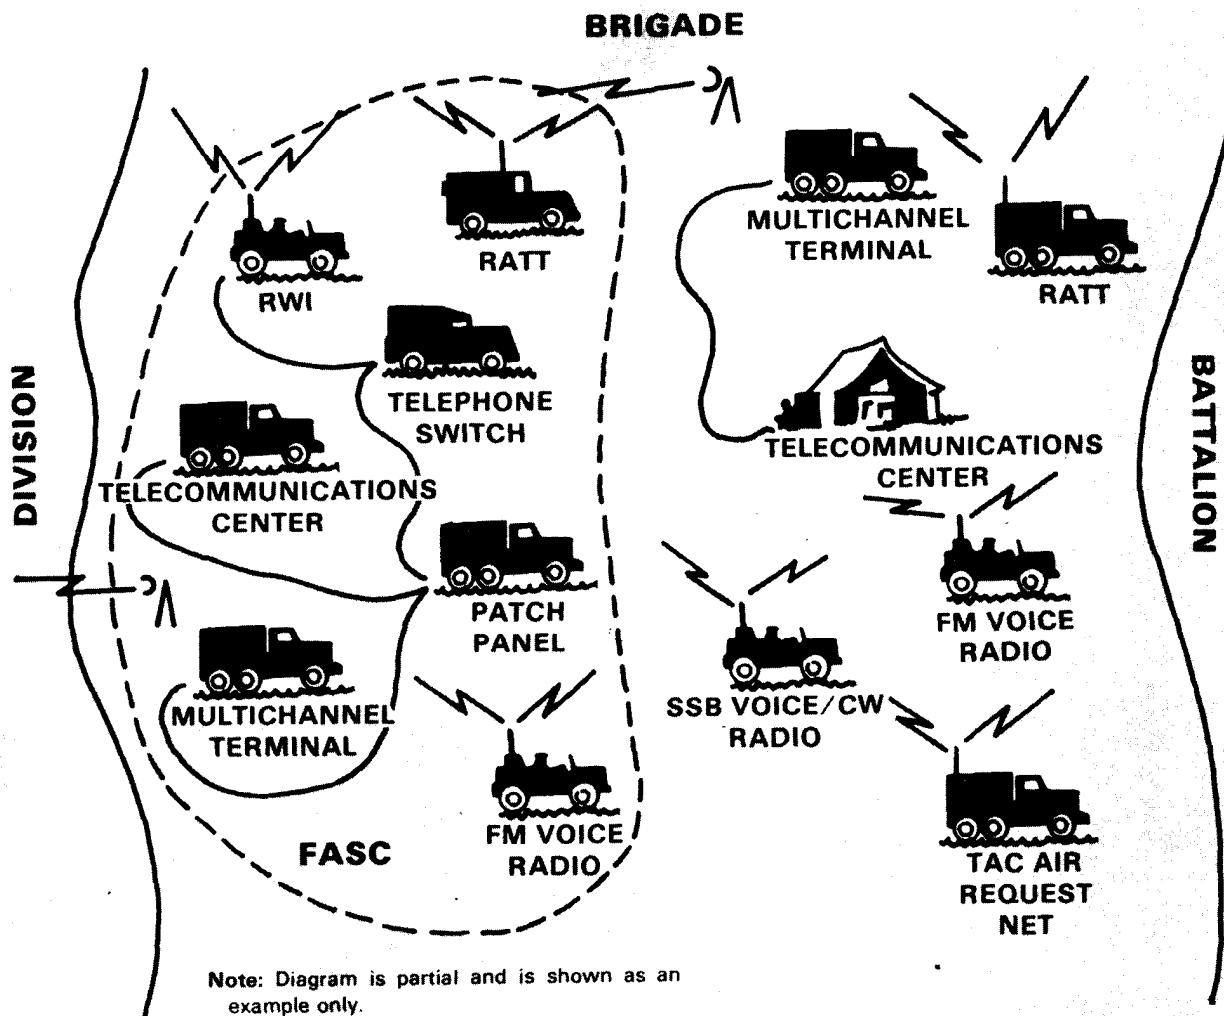 BRIGADE
RATT
RWI
TELEPHONE
SWITCH
TELECOMMUNICATIONS
CENTER
PATCH
PANEL
MULTICHANNEL
TERMINAL
FM VOICE
RADIO
FASC
DIVISION
MULTICHANNEL
TERMINAL
RATT
TELECOMMUNICATIONS
CENTER
FM VOICE
RADIO
SSB VOICE/CW
RADIO
TAC AIR
REQUEST
NET
BATTALION
Note: Diagram is partial and is shown as an
example only.